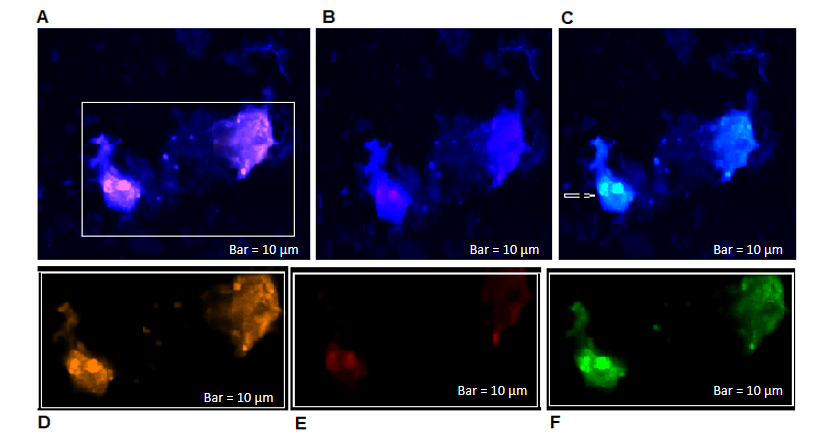 A
B
C
Bar = 10 µm
Bar = 10 µm
Bar = 10 µm
Bar = 10 µm
Bar = 10 µm
Bar = 10 µm
D
E
F